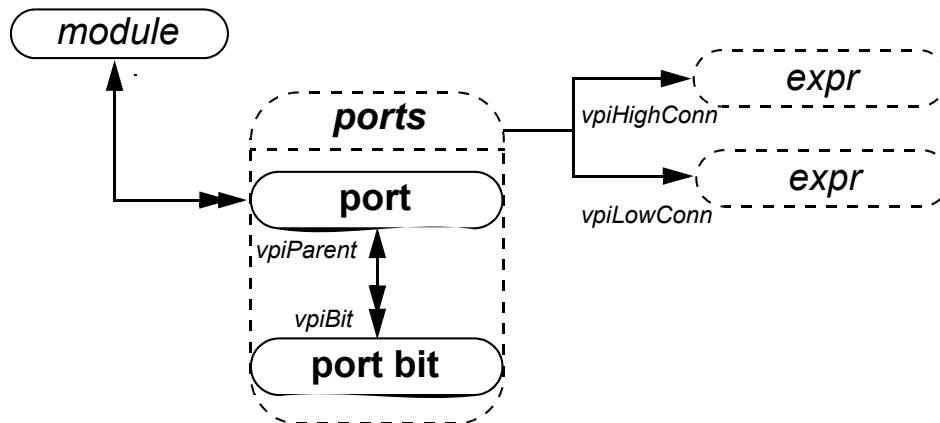 module
ports
port
vpiParent
vpiBit
port bit
expr
vpiHighConn
expr
vpiLowConn